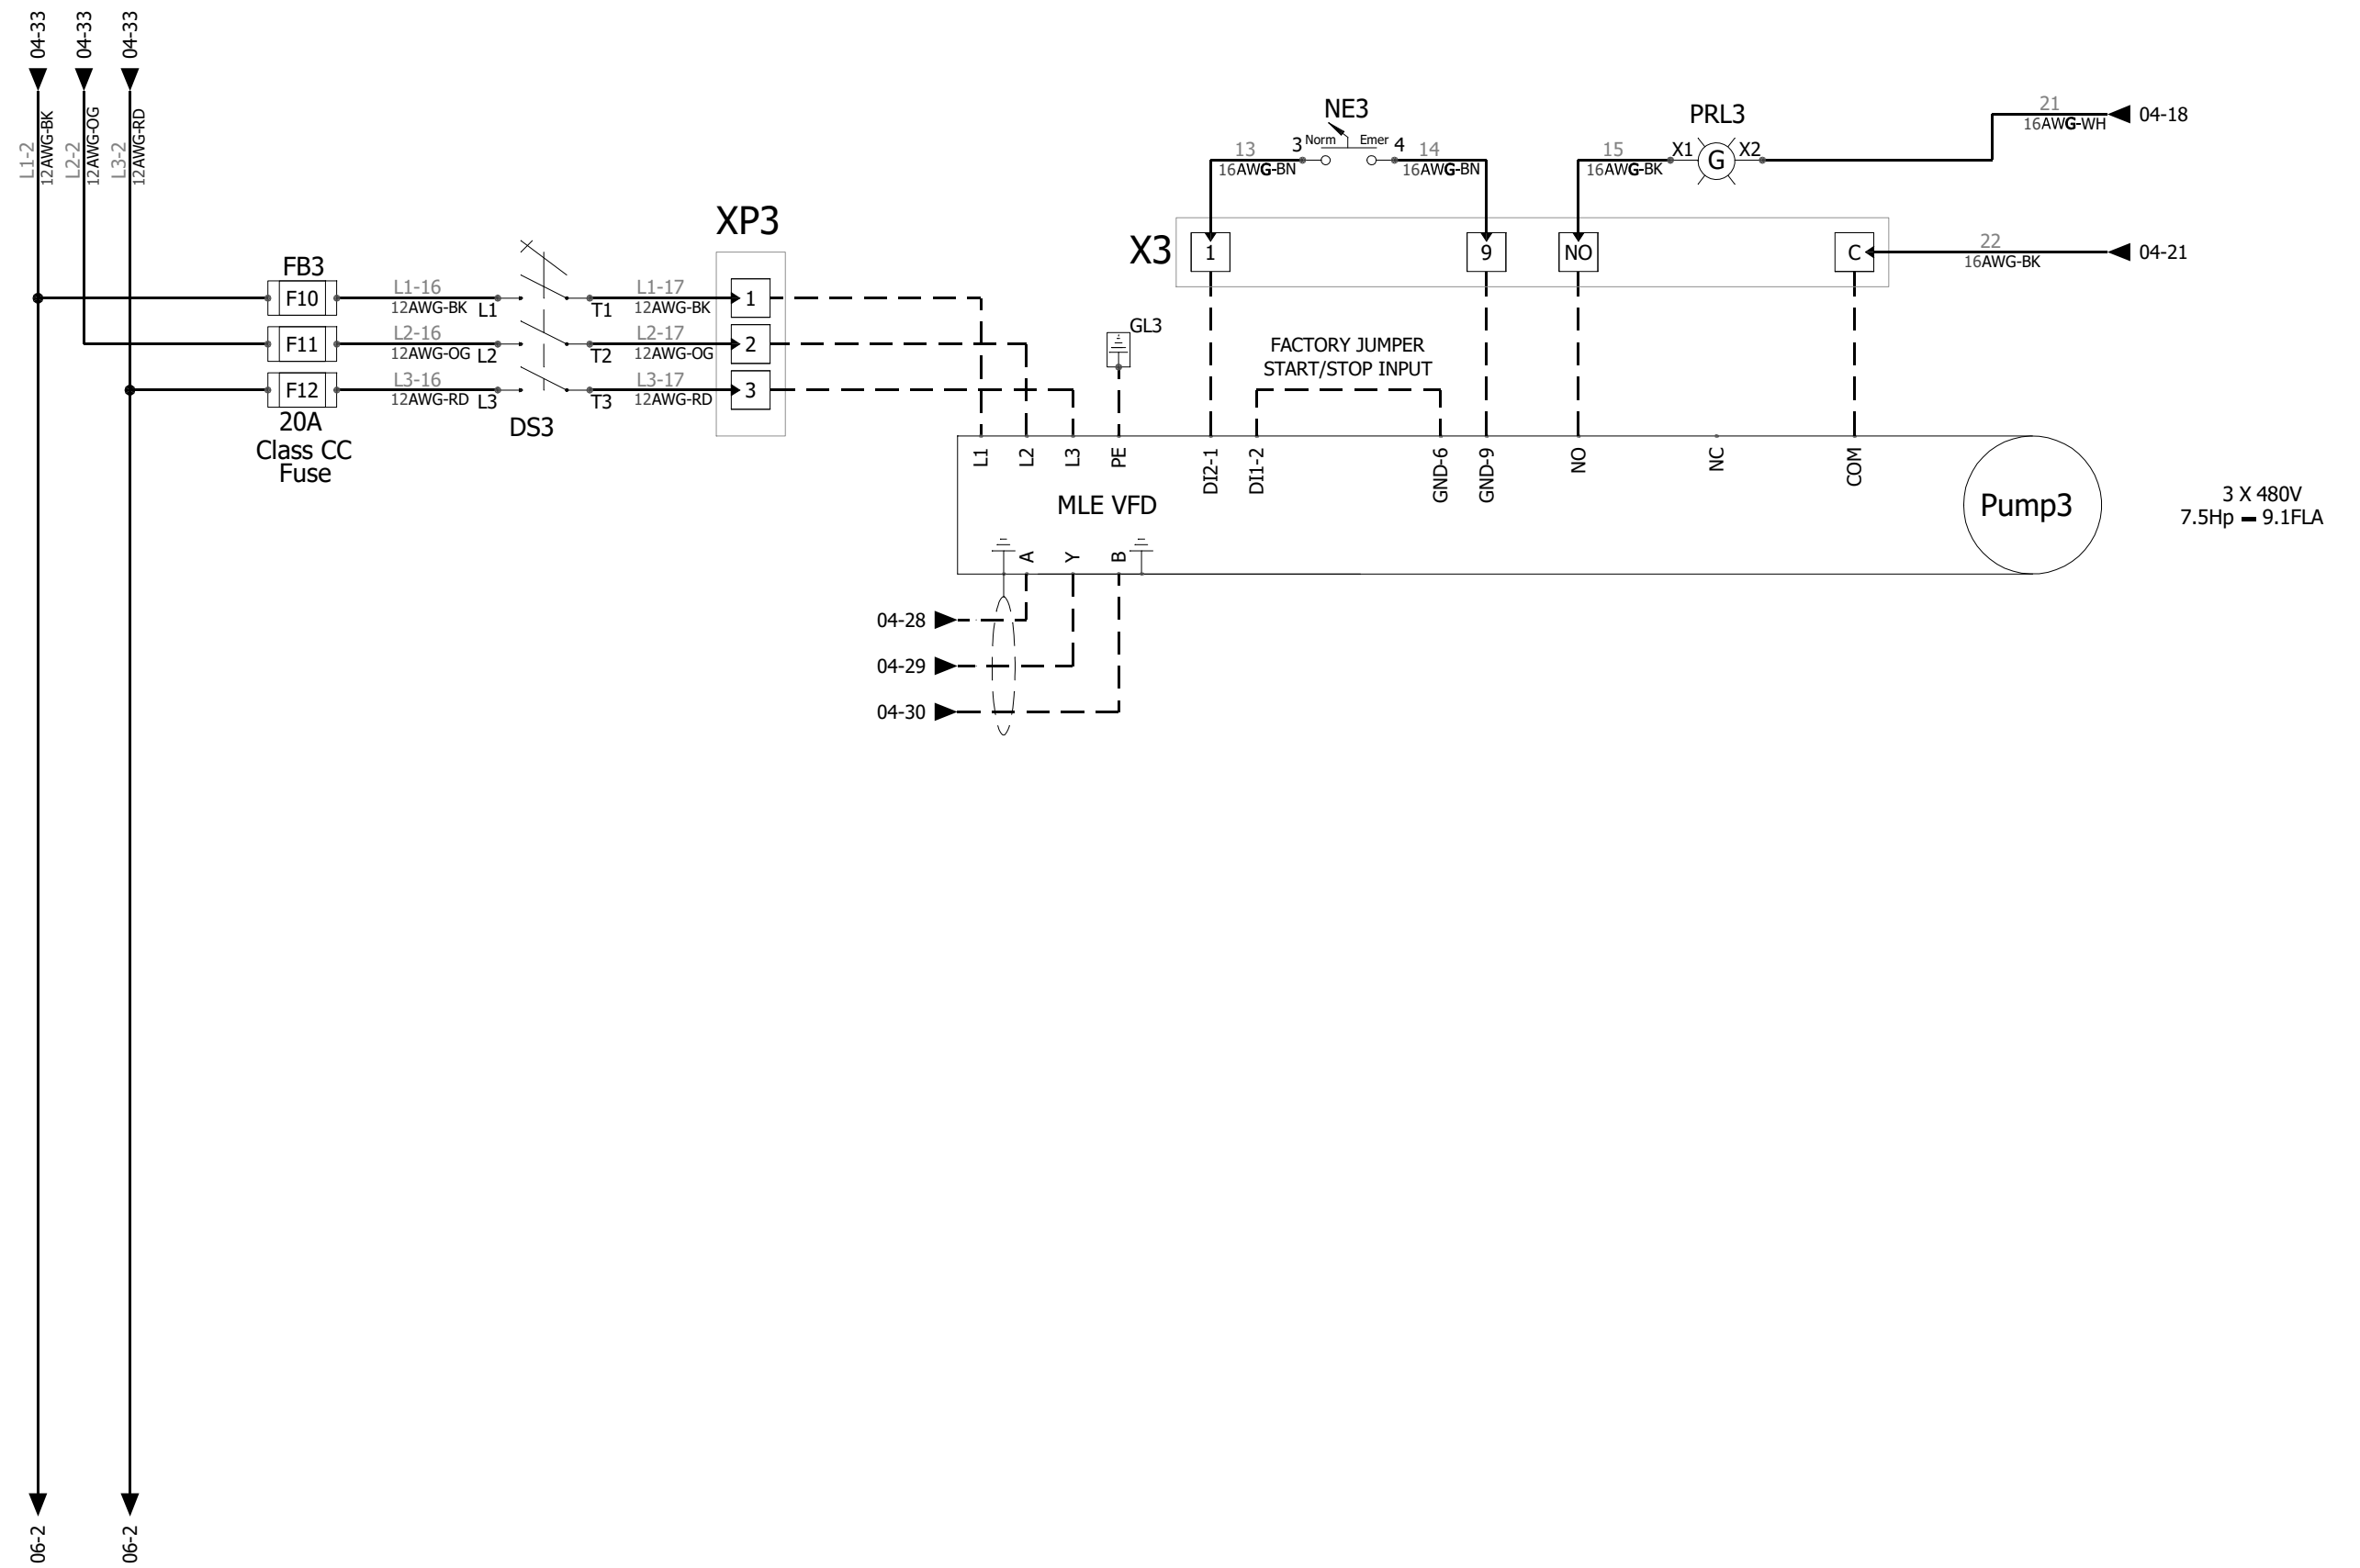 04-33
04-33
04-33
L1-2
12AWG-BK
L2-2
12AWG-OG
L3-2
12AWG-RD
NE3
3 Norm Emer 4
13
16AWG-BN
14
16AWG-BN
PRL3
15
16AWG-BK
X1 G X2
21
16AWG-WH
04-18
X3
1
9
NO
C
22
16AWG-BK
04-21
XP3
FB3
F10
L1-16
12AWG-BK L1
T1
L1-17
12AWG-BK
1
F11
L2-16
12AWG-OG L2
T2
L2-17
12AWG-OG
2
F12
L3-16
12AWG-RD L3
T3
L3-17
12AWG-RD
3
20A
Class CC
Fuse
DS3
GL3
FACTORY JUMPER
START/STOP INPUT
L1
L2
L3
PE
DI2-1
DI1-2
GND-6
GND-9
NO
NC
COM
MLE VFD
Pump3
3 X 480V
7.5Hp - 9.1FLA
A
Y
B
04-28
04-29
04-30
06-2
06-2